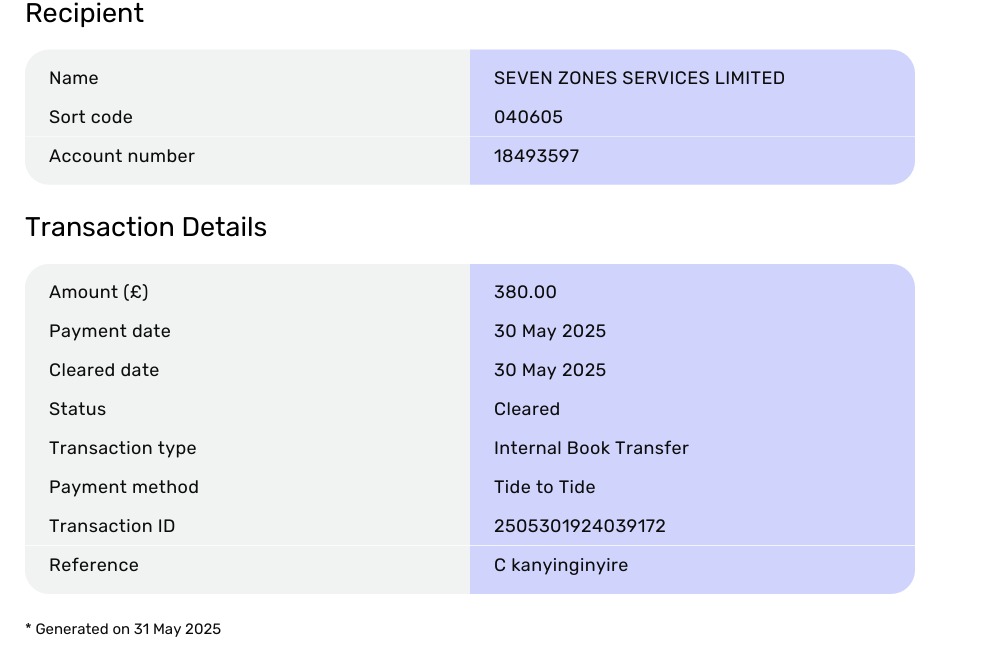 Recipient
Name SEVEN ZONES SERVICES LIMITED
Sort code 040605
Account number 18493597
Transaction Details
Amount (£) 380.00
Payment date 30 May 2025
Cleared date 30 May 2025
Status Cleared
Transaction type Internal Book Transfer
Payment method Tide to Tide
Transaction ID 2505301924039172
Reference C kanyinginyire
* Generated on 31 May 2025